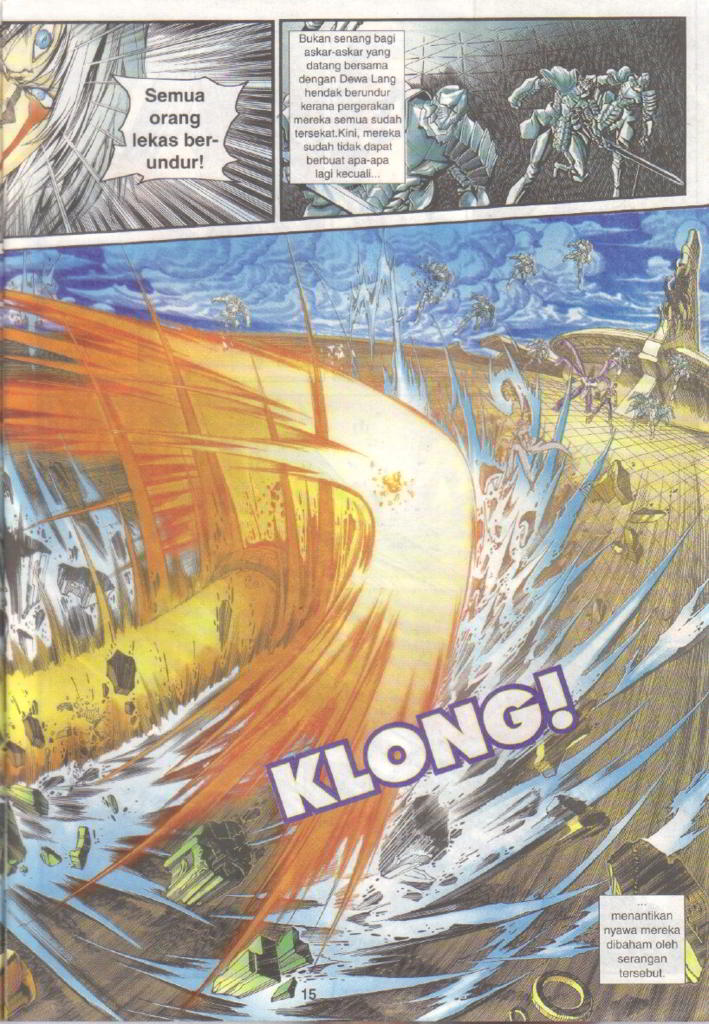 Semua
orang
lekas ber-
undur!
Bukan senang bagi
askar-askar yang
datang bersama
dengan Dewa Lang
hendak berundur
kerana pergerakan
mereka semua sudah
tersekat.Kini, mereka
sudah tidak dapat
berbuat apa-apa
lagi kecuali...
KLONG!
...
menantikan
nyawa mereka
dibaham oleh
serangan
tersebut.
15